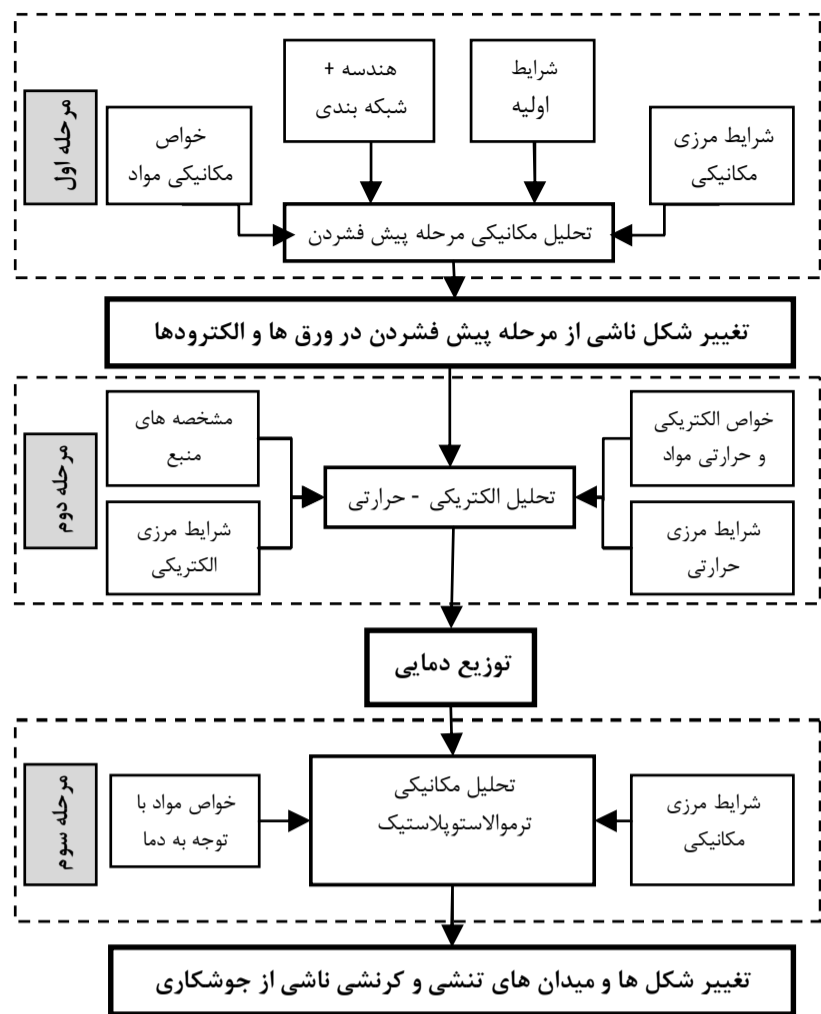 مرحله اول
شرایط مرزی
مکانیکی
شرایط
اولیه
هندسه +
شبکه بندی
خواص
مکانیکی مواد
تحلیل مکانیکی مرحله پیش فشردن
تغییر شکل ناشی از مرحله پیش فشردن در ورق ها و الکترودها
مرحله دوم
خواص الکتریکی
و حرارتی مواد
مشخصه های
منبع
تحلیل الکتریکی - حرارتی
شرایط مرزی
حرارتی
شرایط مرزی
الکتریکی
توزیع دمایی
مرحله سوم
شرایط مرزی
مکانیکی
تحلیل مکانیکی
ترموالاستوپلاستیک
خواص مواد با
توجه به دما
تغییر شکل ها و میدان های تنشی و کرنشی ناشی از جوشکاری